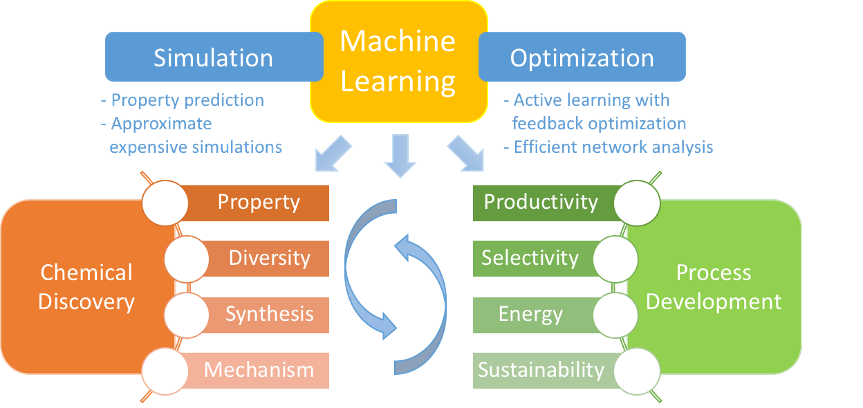 Machine
Learning
Simulation
- Property prediction
- Approximate
expensive simulations
Optimization
- Active learning with
feedback optimization
- Efficient network analysis
Chemical
Discovery
Property
Diversity
Synthesis
Mechanism
Productivity
Selectivity
Energy
Sustainability
Process
Development